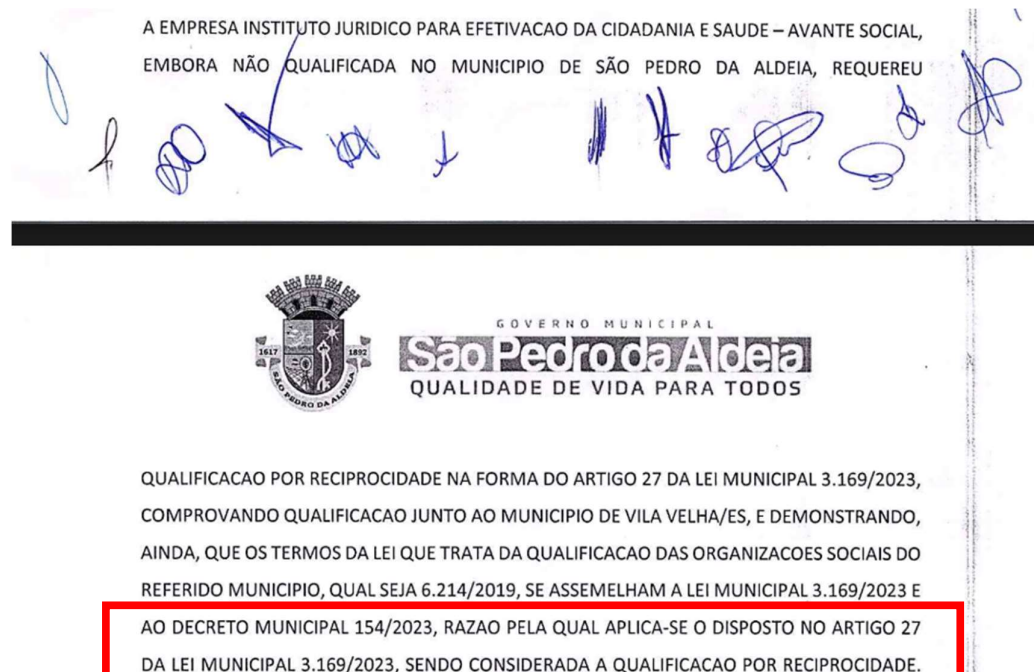 A EMPRESA INSTITUTO JURIDICO PARA EFETIVACAO DA CIDADANIA E SAUDE – AVANTE SOCIAL,
EMBORA NÃO QUALIFICADA NO MUNICIPIO DE SÃO PEDRO DA ALDEIA, REQUEREU
1617
1892
SÃO PEDRO DA ALDEIA
GOVERNO MUNICIPAL
São Pedro da Aldeia
QUALIDADE DE VIDA PARA TODOS
QUALIFICACAO POR RECIPROCIDADE NA FORMA DO ARTIGO 27 DA LEI MUNICIPAL 3.169/2023,
COMPROVANDO QUALIFICACAO JUNTO AO MUNICIPIO DE VILA VELHA/ES, E DEMONSTRANDO,
AINDA, QUE OS TERMOS DA LEI QUE TRATA DA QUALIFICACAO DAS ORGANIZACOES SOCIAIS DO
REFERIDO MUNICIPIO, QUAL SEJA 6.214/2019, SE ASSEMELHAM A LEI MUNICIPAL 3.169/2023 E
AO DECRETO MUNICIPAL 154/2023, RAZAO PELA QUAL APLICA-SE O DISPOSTO NO ARTIGO 27
DA LEI MUNICIPAL 3.169/2023, SENDO CONSIDERADA A QUALIFICACAO POR RECIPROCIDADE.